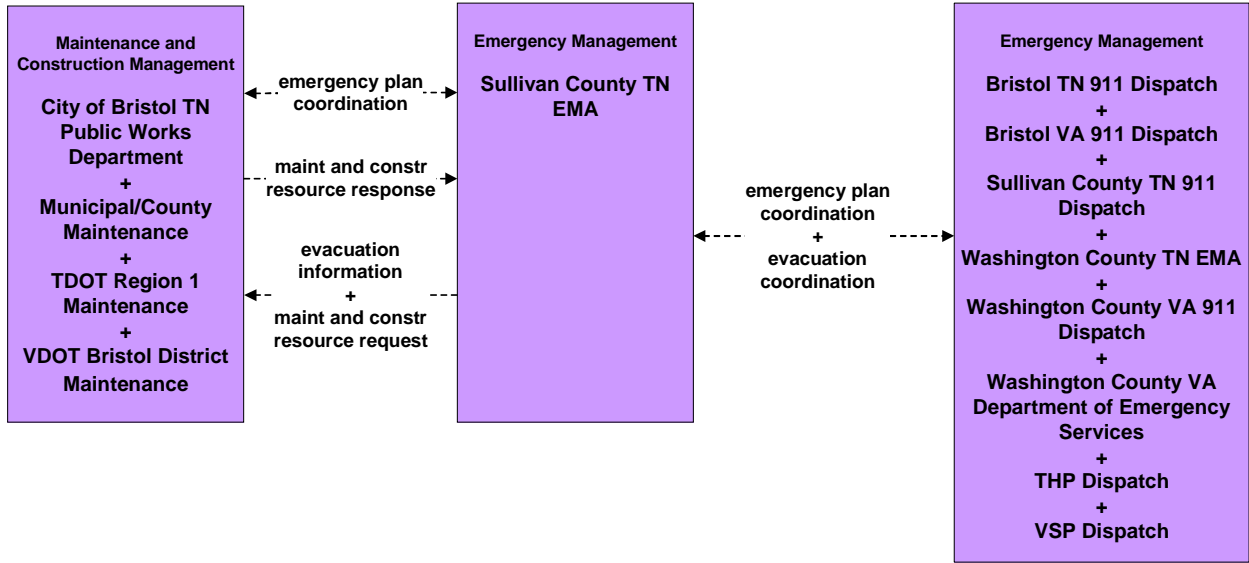 Maintenance and
Construction Management
City of Bristol TN
Public Works
Department
+
Municipal/County
Maintenance
+
TDOT Region 1
Maintenance
+
VDOT Bristol District
Maintenance
emergency plan
coordination
maint and constr
resource response
evacuation
information
+
maint and constr
resource request
Emergency Management
Sullivan County TN
EMA
emergency plan
coordination
+
evacuation
coordination
Emergency Management
Bristol TN 911 Dispatch
+
Bristol VA 911 Dispatch
+
Sullivan County TN 911
Dispatch
+
Washington County TN EMA
+
Washington County VA 911
Dispatch
+
Washington County VA
Department of Emergency
Services
+
THP Dispatch
+
VSP Dispatch